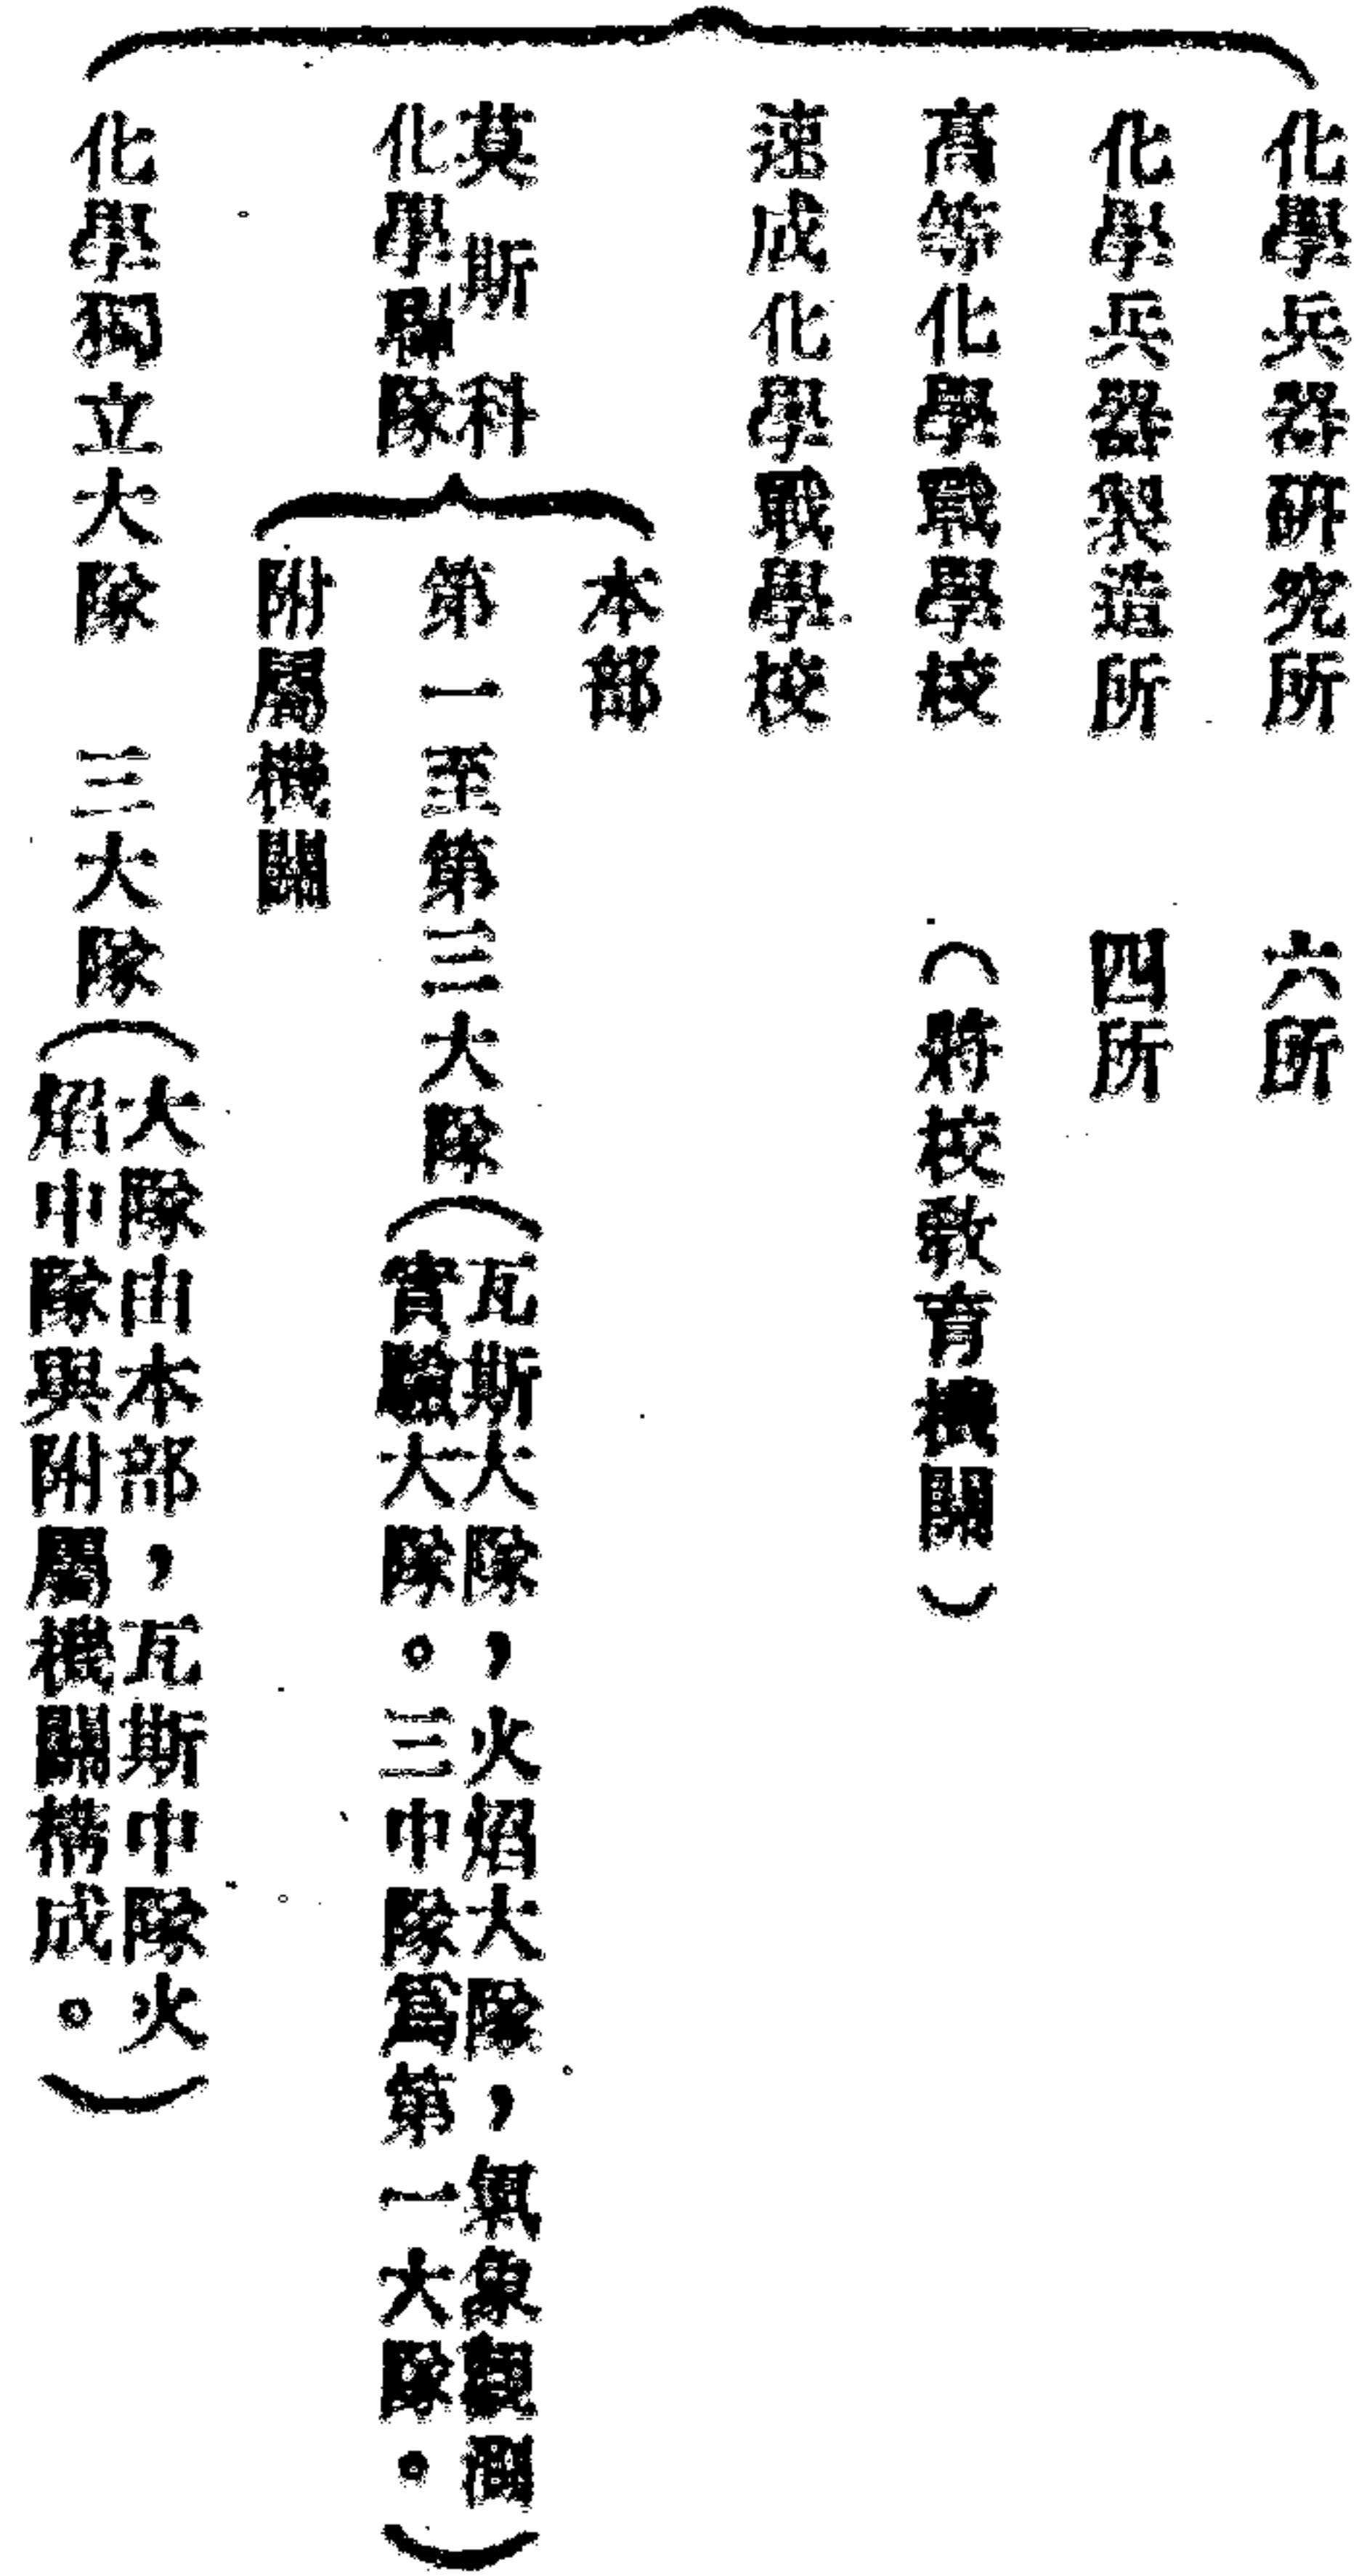 化學兵器研究所　六所
化學兵器製造所　四所
高等化學戰學校　（將校敎育機關）
速成化學戰學校
莫斯科
化學聯隊
本部
第一至第三大隊（瓦斯大隊，火焰大隊，氣象觀測
實驗大隊。三中隊爲第一大隊。）
附屬機關
化學獨立大隊　三大隊（大隊由本部，瓦斯中隊火
焰中隊與附屬機關構成。）